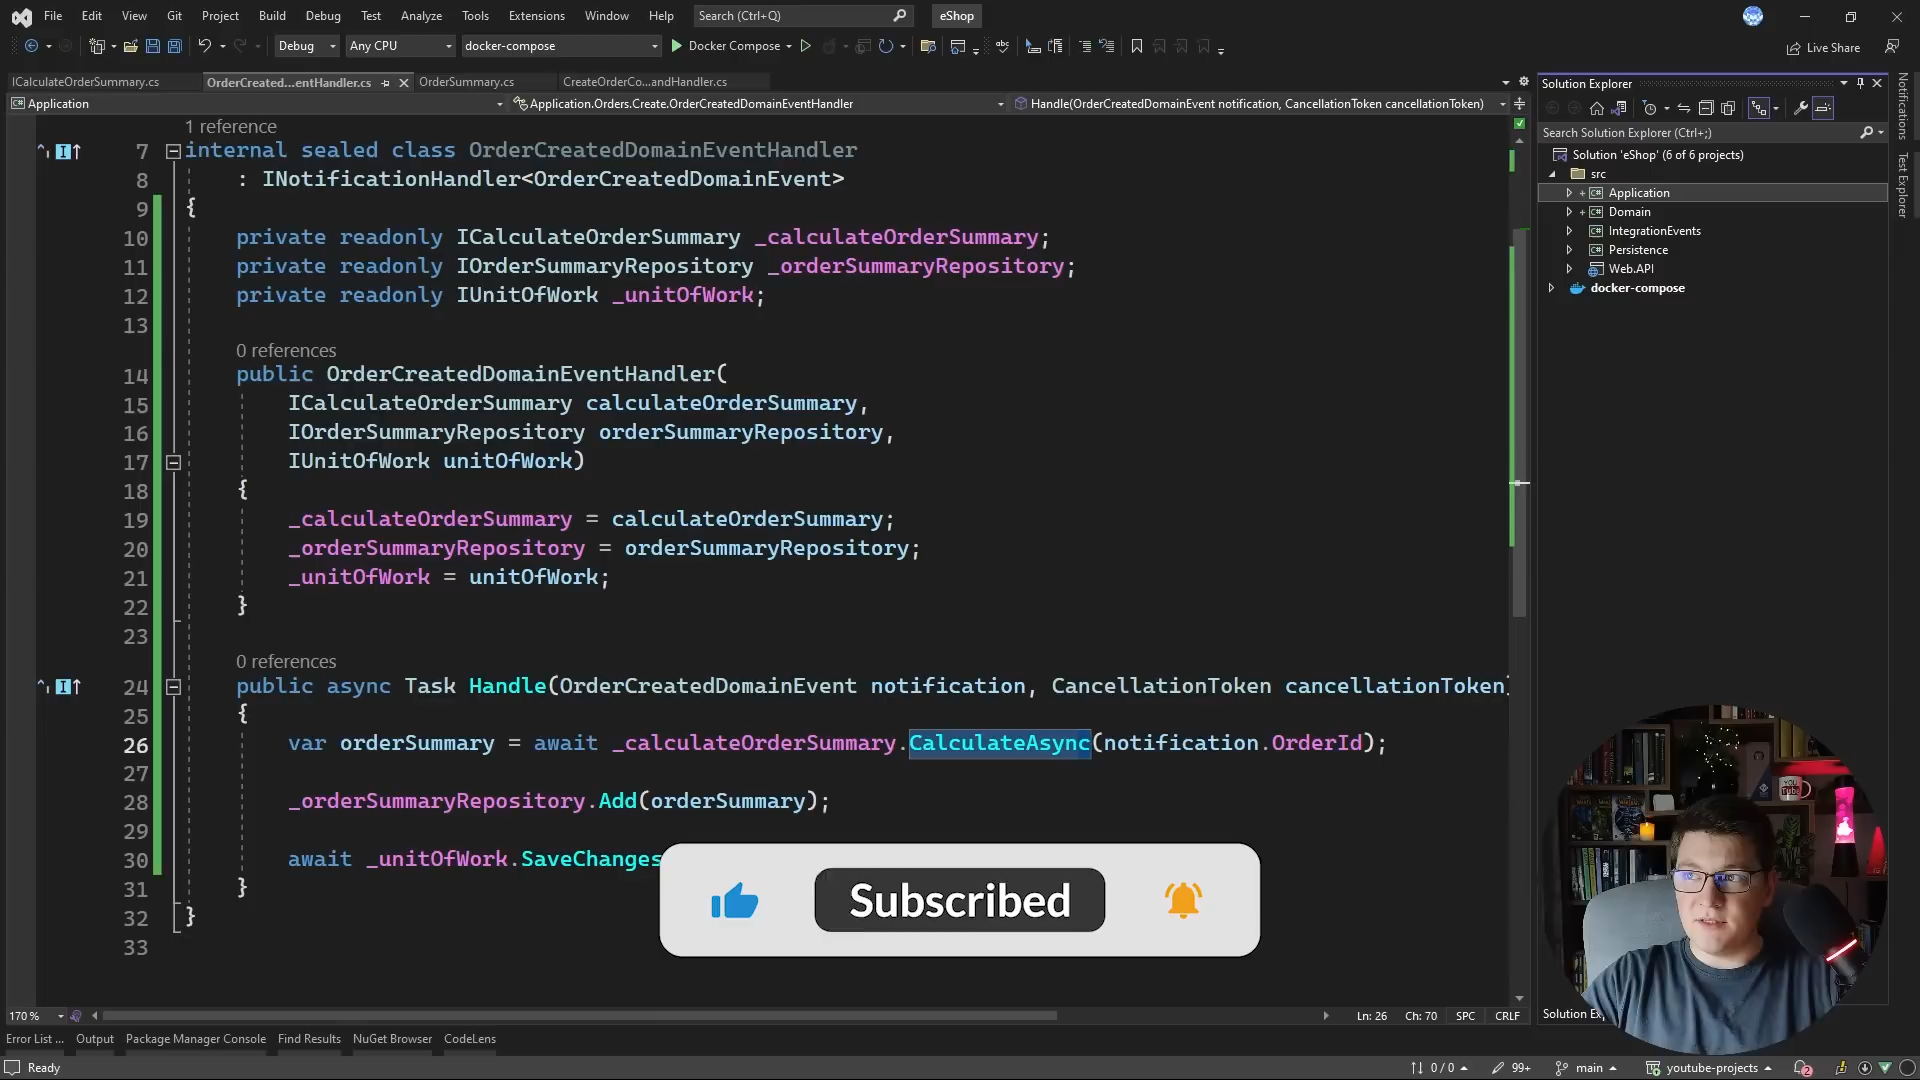 File Edit View Git Project Build Debug Test Analyze Tools Extensions Window Help Search (Ctrl+Q) eShop
Debug Any CPU docker-compose Docker Compose Live Share
ICalculateOrderSummary.cs OrderCreated...entHandler.cs OrderSummary.cs CreateOrderCo...andHandler.cs
Application Application.Orders.Create.OrderCreatedDomainEventHandler Handle(OrderCreatedDomainEvent notification, CancellationToken cancellationToken)
1 reference
7 internal sealed class OrderCreatedDomainEventHandler
8 : INotificationHandler<OrderCreatedDomainEvent>
9 {
10 private readonly ICalculateOrderSummary _calculateOrderSummary;
11 private readonly IOrderSummaryRepository _orderSummaryRepository;
12 private readonly IUnitOfWork _unitOfWork;
13
0 references
14 public OrderCreatedDomainEventHandler(
15 ICalculateOrderSummary calculateOrderSummary,
16 IOrderSummaryRepository orderSummaryRepository,
17 IUnitOfWork unitOfWork)
18 {
19 _calculateOrderSummary = calculateOrderSummary;
20 _orderSummaryRepository = orderSummaryRepository;
21 _unitOfWork = unitOfWork;
22 }
23
0 references
24 public async Task Handle(OrderCreatedDomainEvent notification, CancellationToken cancellationToken)
25 {
26 var orderSummary = await _calculateOrderSummary.CalculateAsync(notification.OrderId);
27
28 _orderSummaryRepository.Add(orderSummary);
29
30 await _unitOfWork.SaveChanges
31 }
32 }
33
Subscribed
170 % Ln: 26 Ch: 70 SPC CRLF
Error List ... Output Package Manager Console Find Results NuGet Browser CodeLens
Ready 0 / 0 99+ main youtube-projects 2
Solution Explorer
Search Solution Explorer (Ctrl+;)
Solution 'eShop' (6 of 6 projects)
src
Application
Domain
IntegrationEvents
Persistence
Web.API
docker-compose
Solution Exp
Notifications
Test Explorer
You
Tube